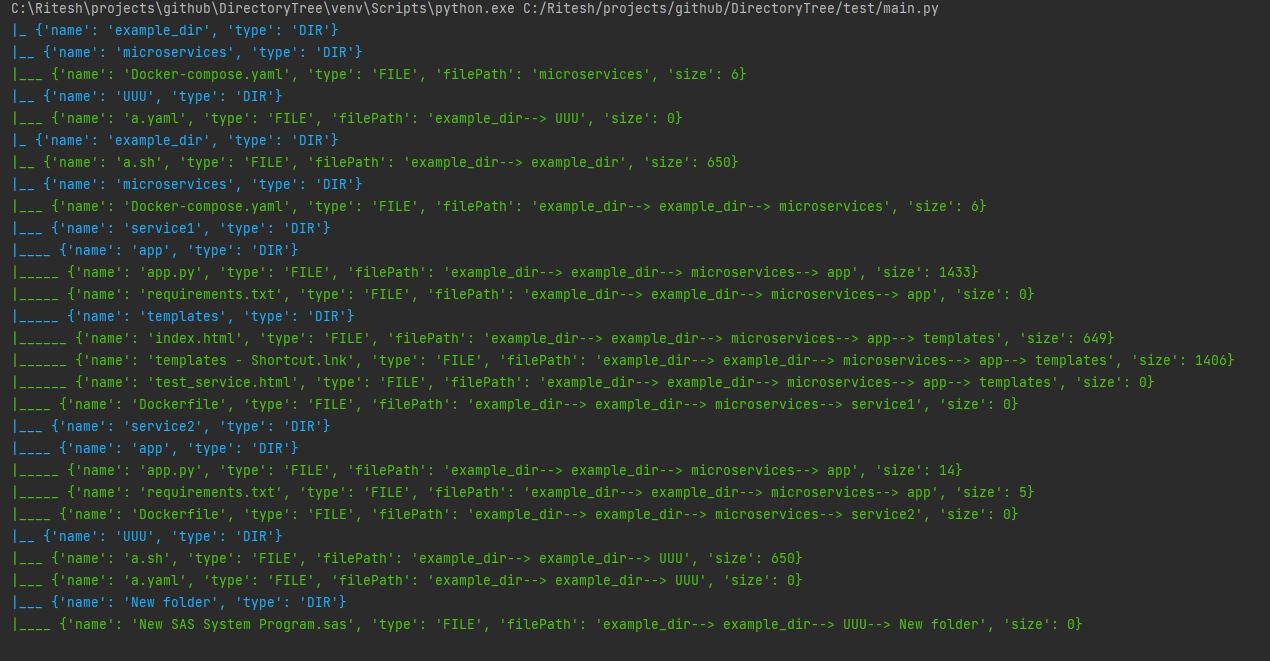 C:\Ritesh\projects\github\DirectoryTree\venv\Scripts\python.exe C:/Ritesh/projects/github/DirectoryTree/test/main.py
|_ {'name': 'example_dir', 'type': 'DIR'}
|__ {'name': 'microservices', 'type': 'DIR'}
|___ {'name': 'Docker-compose.yaml', 'type': 'FILE', 'filePath': 'microservices', 'size': 6}
|__ {'name': 'UUU', 'type': 'DIR'}
|___ {'name': 'a.yaml', 'type': 'FILE', 'filePath': 'example_dir--> UUU', 'size': 0}
|_ {'name': 'example_dir', 'type': 'DIR'}
|__ {'name': 'a.sh', 'type': 'FILE', 'filePath': 'example_dir--> example_dir', 'size': 650}
|__ {'name': 'microservices', 'type': 'DIR'}
|___ {'name': 'Docker-compose.yaml', 'type': 'FILE', 'filePath': 'example_dir--> example_dir--> microservices', 'size': 6}
|___ {'name': 'service1', 'type': 'DIR'}
|____ {'name': 'app', 'type': 'DIR'}
|_____ {'name': 'app.py', 'type': 'FILE', 'filePath': 'example_dir--> example_dir--> microservices--> app', 'size': 1433}
|_____ {'name': 'requirements.txt', 'type': 'FILE', 'filePath': 'example_dir--> example_dir--> microservices--> app', 'size': 0}
|_____ {'name': 'templates', 'type': 'DIR'}
|______ {'name': 'index.html', 'type': 'FILE', 'filePath': 'example_dir--> example_dir--> microservices--> app--> templates', 'size': 649}
|______ {'name': 'templates - Shortcut.lnk', 'type': 'FILE', 'filePath': 'example_dir--> example_dir--> microservices--> app--> templates', 'size': 1406}
|______ {'name': 'test_service.html', 'type': 'FILE', 'filePath': 'example_dir--> example_dir--> microservices--> app--> templates', 'size': 0}
|____ {'name': 'Dockerfile', 'type': 'FILE', 'filePath': 'example_dir--> example_dir--> microservices--> service1', 'size': 0}
|___ {'name': 'service2', 'type': 'DIR'}
|____ {'name': 'app', 'type': 'DIR'}
|_____ {'name': 'app.py', 'type': 'FILE', 'filePath': 'example_dir--> example_dir--> microservices--> app', 'size': 14}
|_____ {'name': 'requirements.txt', 'type': 'FILE', 'filePath': 'example_dir--> example_dir--> microservices--> app', 'size': 5}
|____ {'name': 'Dockerfile', 'type': 'FILE', 'filePath': 'example_dir--> example_dir--> microservices--> service2', 'size': 0}
|__ {'name': 'UUU', 'type': 'DIR'}
|___ {'name': 'a.sh', 'type': 'FILE', 'filePath': 'example_dir--> example_dir--> UUU', 'size': 650}
|___ {'name': 'a.yaml', 'type': 'FILE', 'filePath': 'example_dir--> example_dir--> UUU', 'size': 0}
|___ {'name': 'New folder', 'type': 'DIR'}
|____ {'name': 'New SAS System Program.sas', 'type': 'FILE', 'filePath': 'example_dir--> example_dir--> UUU--> New folder', 'size': 0}